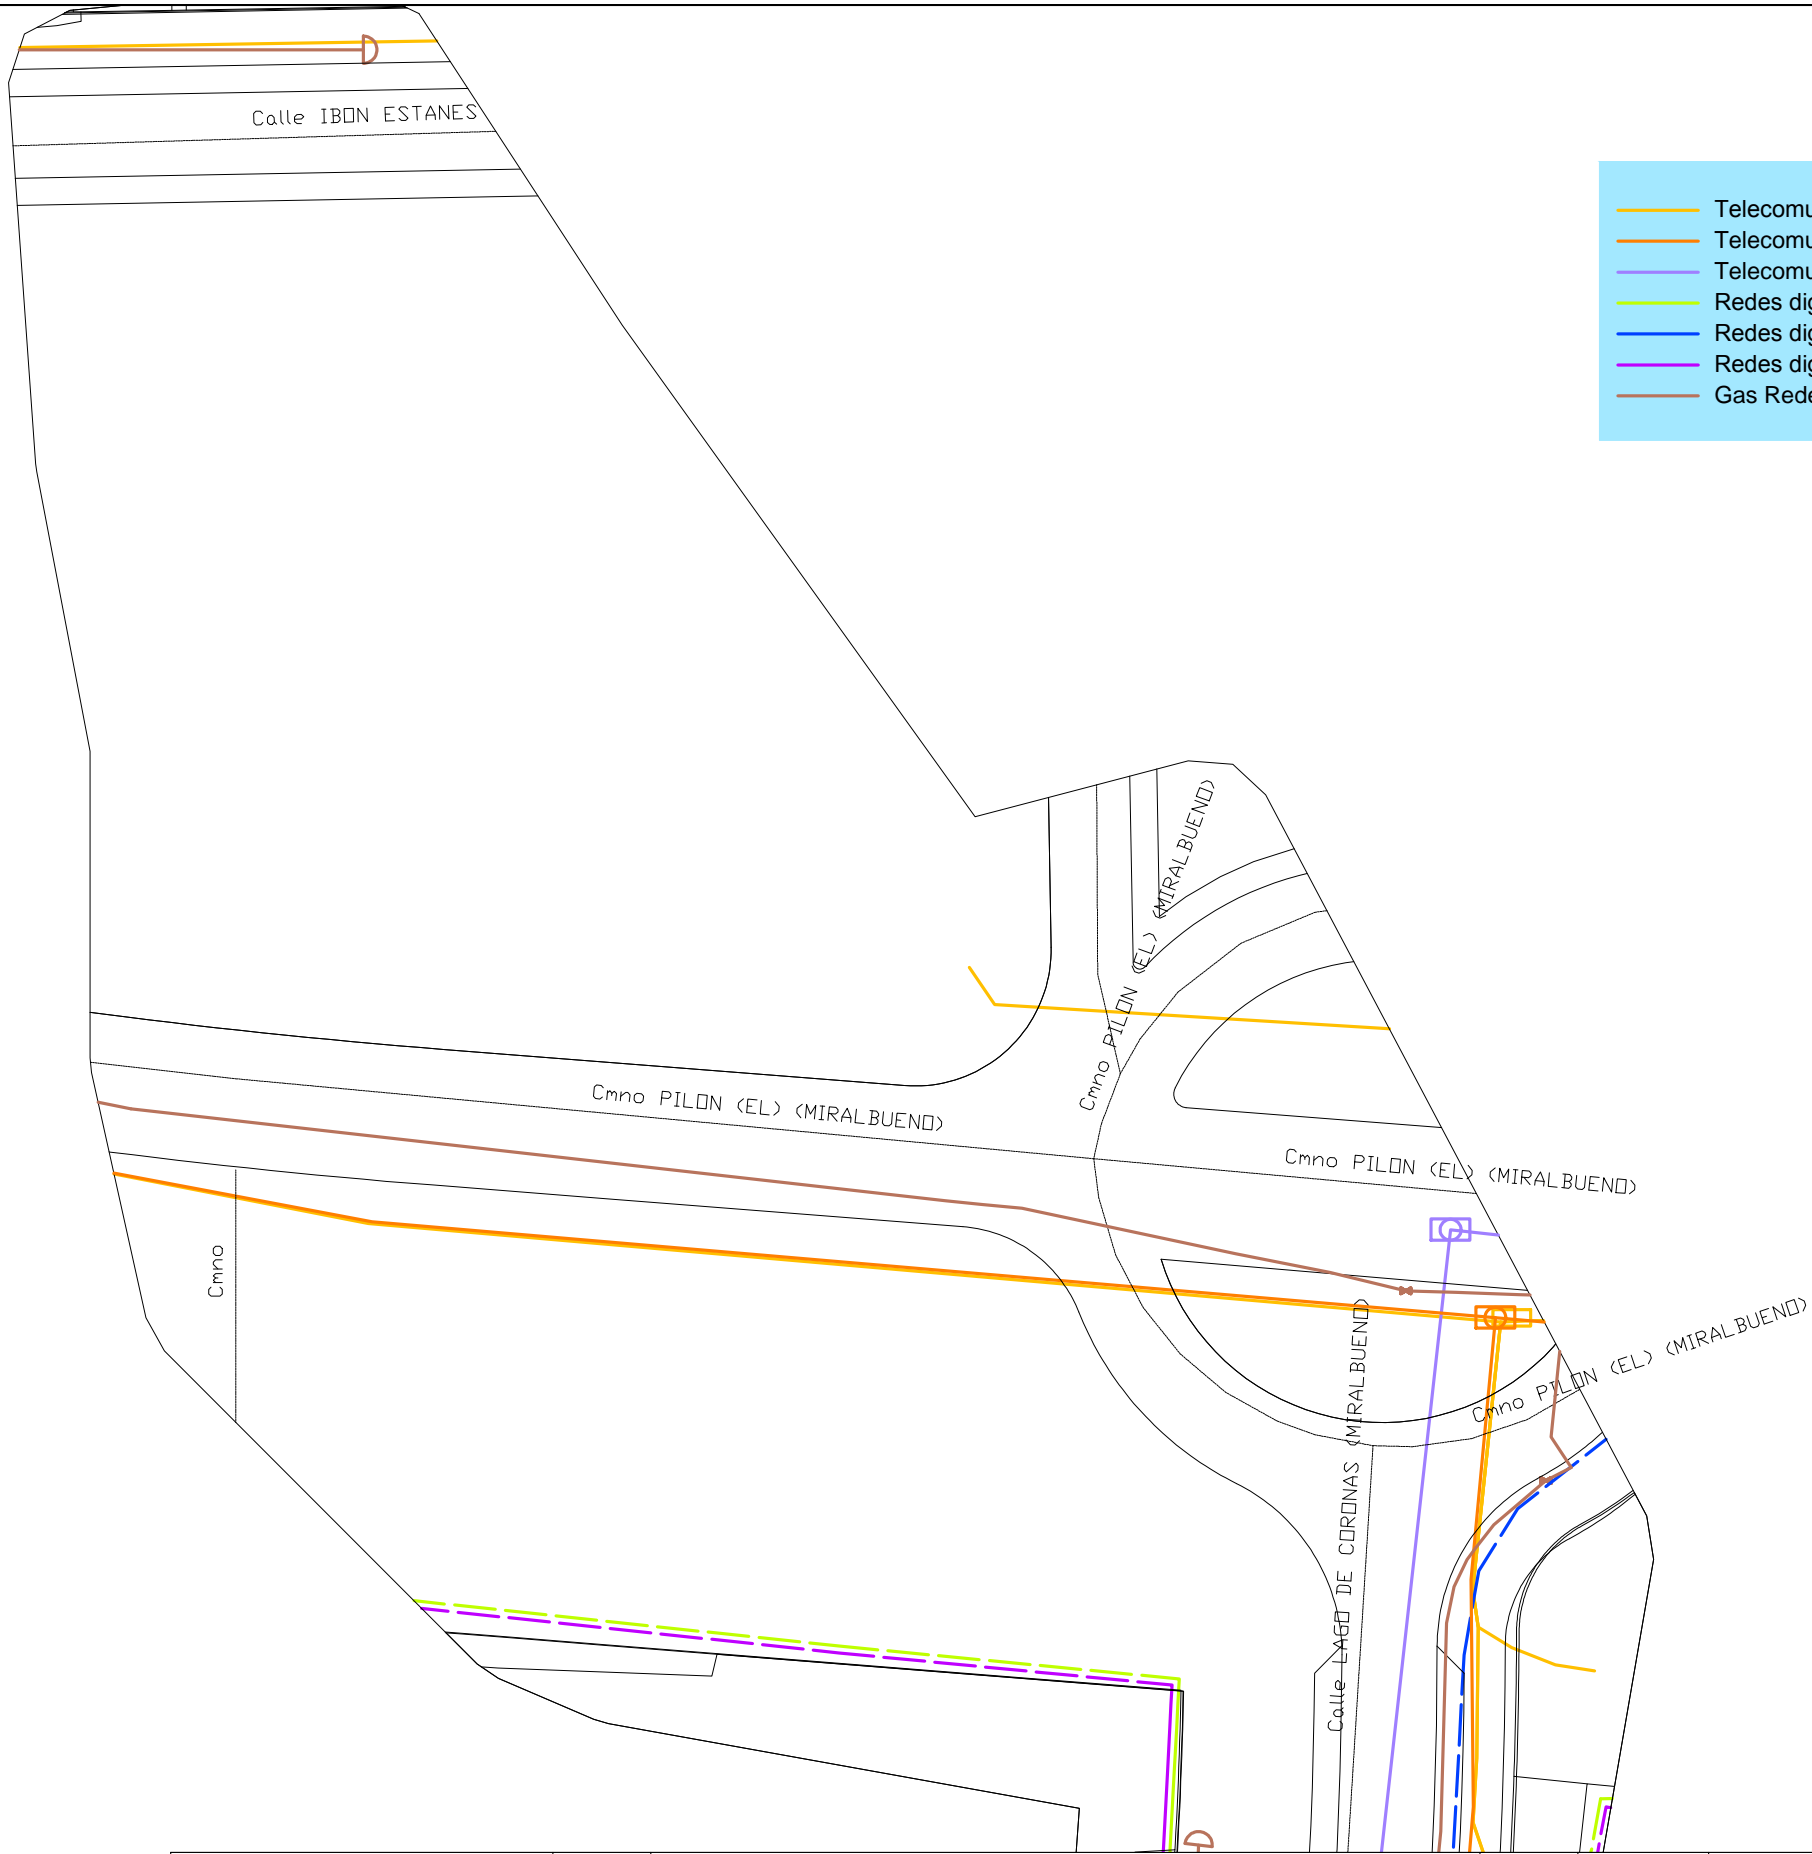 Calle IBON ESTANES
Telecomu
Telecomu
Telecomu
Redes dig
Redes dig
Redes dig
Gas Rede
Cmno PILON (EL) (MIRALBUENO)
Cmno PILON (EL) (MIRALBUENO)
Cmno PILON (EL) (MIRALBUENO)
Cmno
Cmno PILON (EL) (MIRALBUENO)
Calle LAGO DE CORONAS (MIRALBUENO)